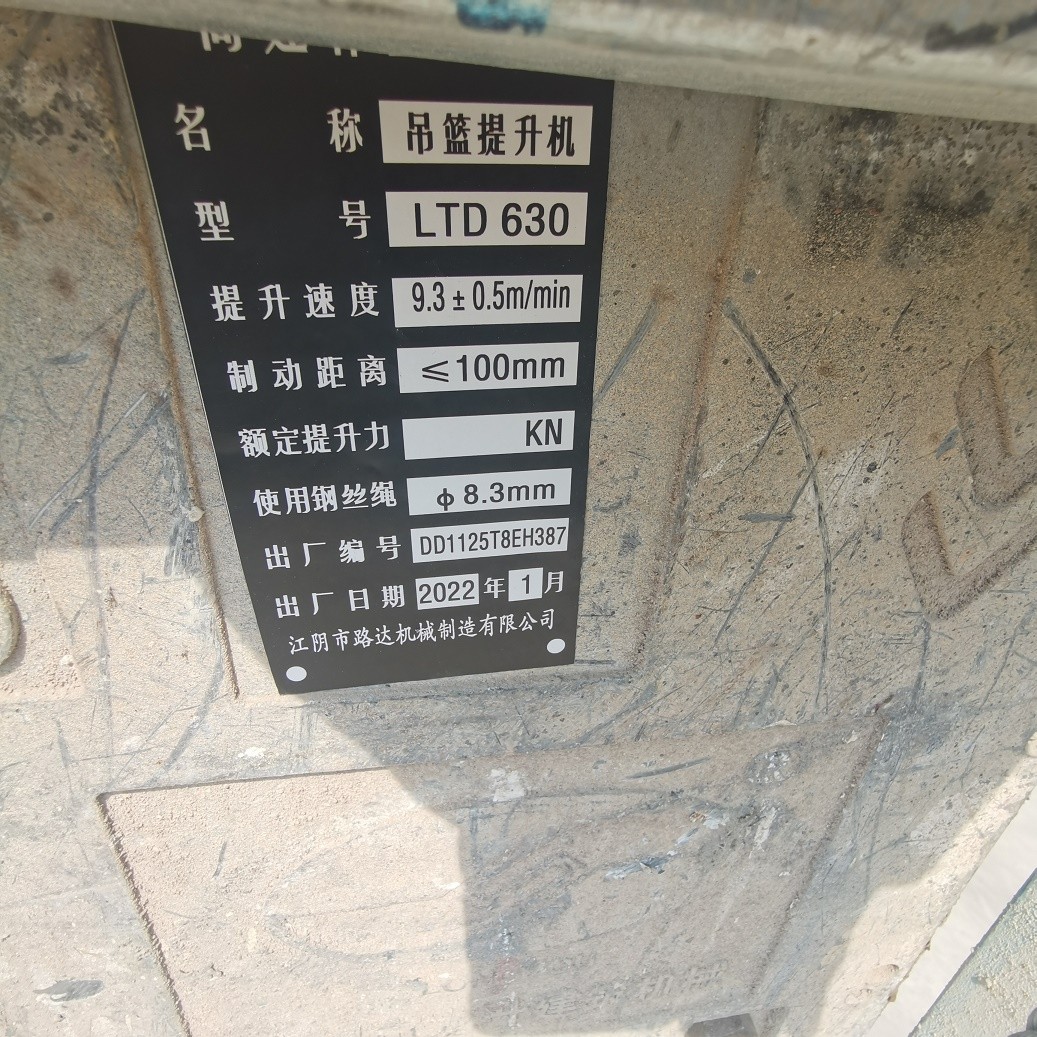 名称 吊篮提升机
型号 LTD 630
提升速度 9.3±0.5m/min
制动距离 ≤100mm
额定提升力 KN
使用钢丝绳 ф8.3mm
出厂编号 DD1125T8EH387
出厂日期 2022年1月
江阴市路达机械制造有限公司